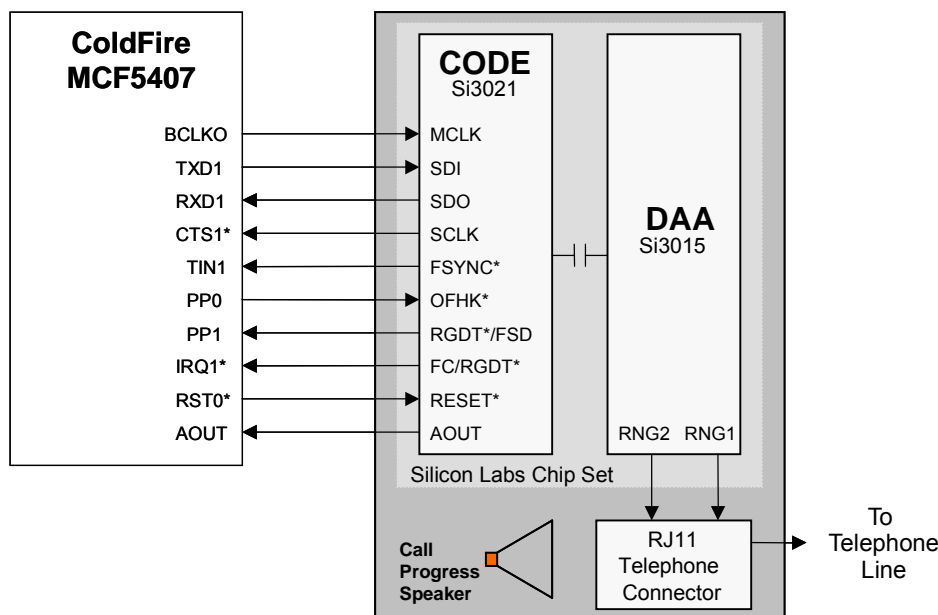 ColdFire
MCF5407
BCLKO
TXD1
RXD1
CTS1*
TIN1
PP0
PP1
IRQ1*
RST0*
AOUT
CODE
Si3021
MCLK
SDI
SDO
SCLK
FSYNC*
OFHK*
RGDT*/FSD
FC/RGDT*
RESET*
AOUT
DAA
Si3015
RNG2 RNG1
Silicon Labs Chip Set
Call
Progress
Speaker
RJ11
Telephone
Connector
To
Telephone
Line